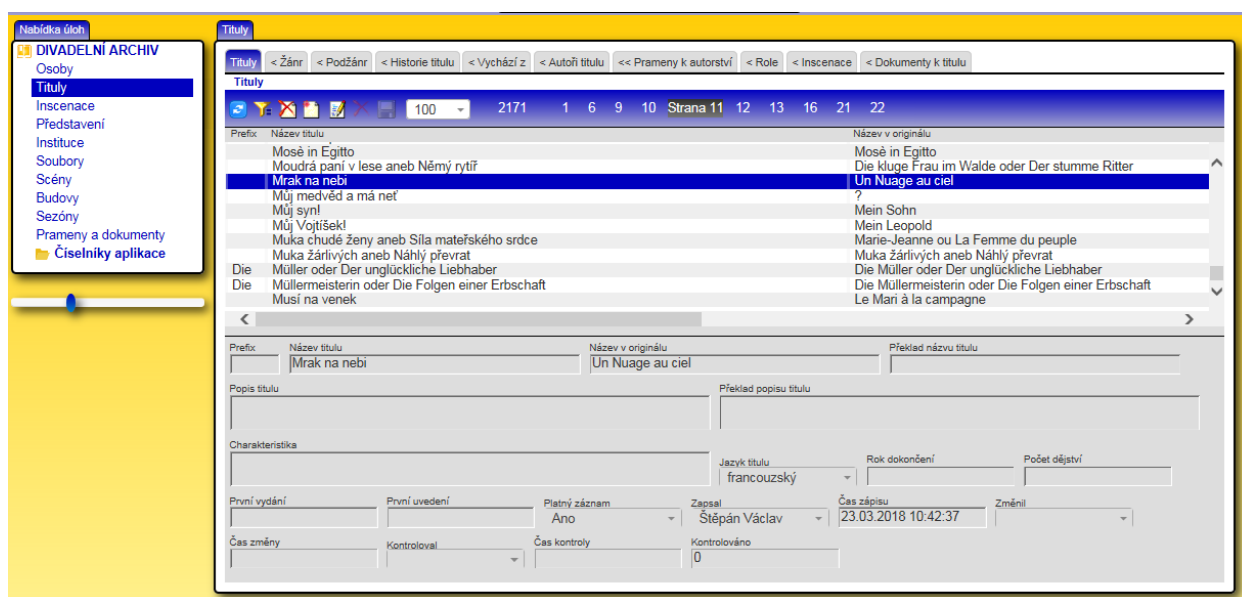 Nabídka úloh
DIVADELNÍ ARCHIV
Osoby
Tituly
Inscenace
Představení
Instituce
Soubory
Scény
Budovy
Sezóny
Prameny a dokumenty
Číselníky aplikace
Tituly
Tituly < Žánr < Podžánr < Historie titulu < Vychází z < Autoři titulu << Prameny k autorství < Role < Inscenace < Dokumenty k titulu
Tituly
100 2171 1 6 9 10 Strana 11 12 13 16 21 22
Prefix Název titulu Název v originálu
Mosè in Egitto Mosè in Egitto
Moudrá paní v lese aneb Němý rytíř Die kluge Frau im Walde oder Der stumme Ritter
Mrak na nebi Un Nuage au ciel
Můj medvěd a má neť ?
Můj syn! Mein Sohn
Můj Vojtíšek! Mein Leopold
Muka chudé ženy aneb Síla mateřského srdce Marie-Jeanne ou La Femme du peuple
Muka žárlivých aneb Náhlý převrat Muka žárlivých aneb Náhlý převrat
Die Müller oder Der unglückliche Liebhaber Die Müller oder Der unglückliche Liebhaber
Die Müllermeisterin oder Die Folgen einer Erbschaft Die Müllermeisterin oder Die Folgen einer Erbschaft
Musí na venek Le Mari à la campagne
Prefix Název titulu Název v originálu Překlad názvu titulu
Mrak na nebi Un Nuage au ciel
Popis titulu Překlad popisu titulu
Charakteristika
Jazyk titulu Rok dokončení Počet dějství
francouzský
První vydání První uvedení Platný záznam Zapsal Čas zápisu Změnil
Ano Štěpán Václav 23.03.2018 10:42:37
Čas změny Kontroloval Čas kontroly Kontrolováno
0